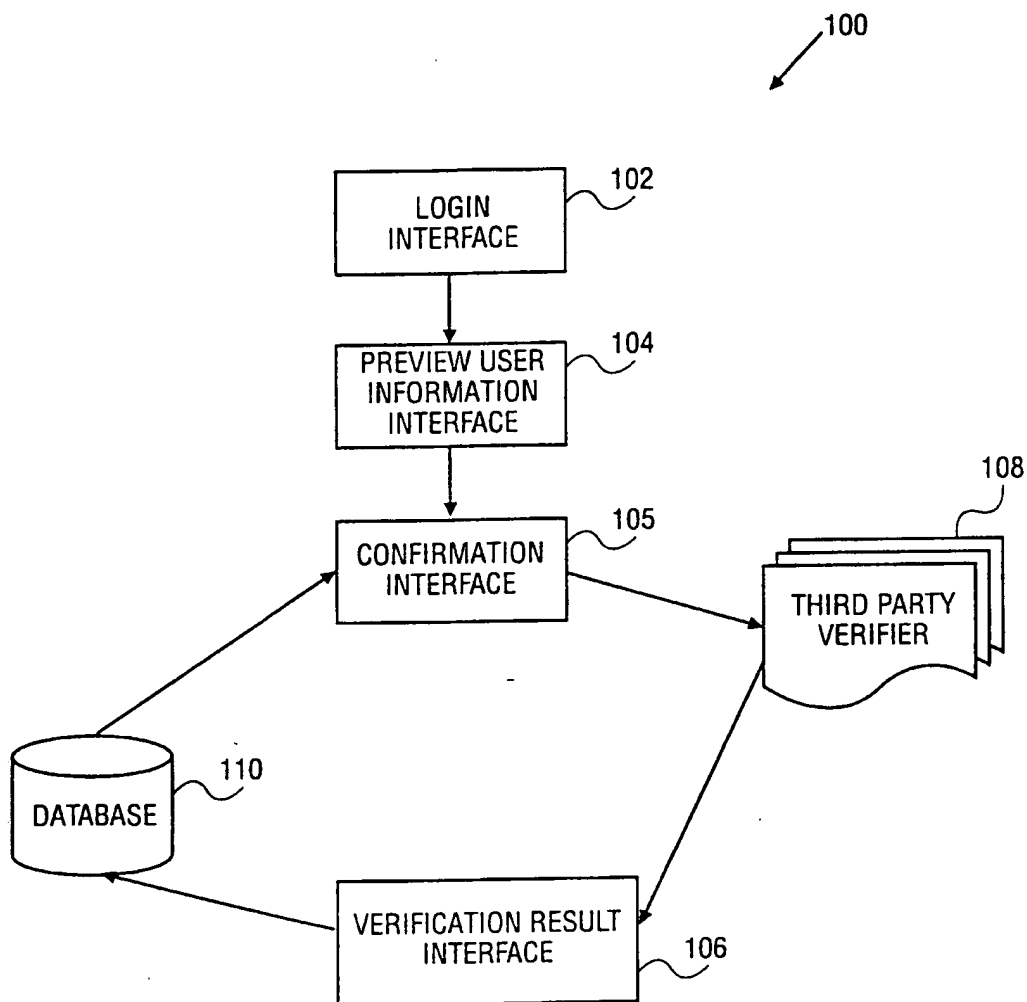 100
102
LOGIN
INTERFACE
104
PREVIEW USER
INFORMATION
INTERFACE
105
CONFIRMATION
INTERFACE
108
THIRD PARTY
VERIFIER
110
DATABASE
VERIFICATION RESULT
INTERFACE
106